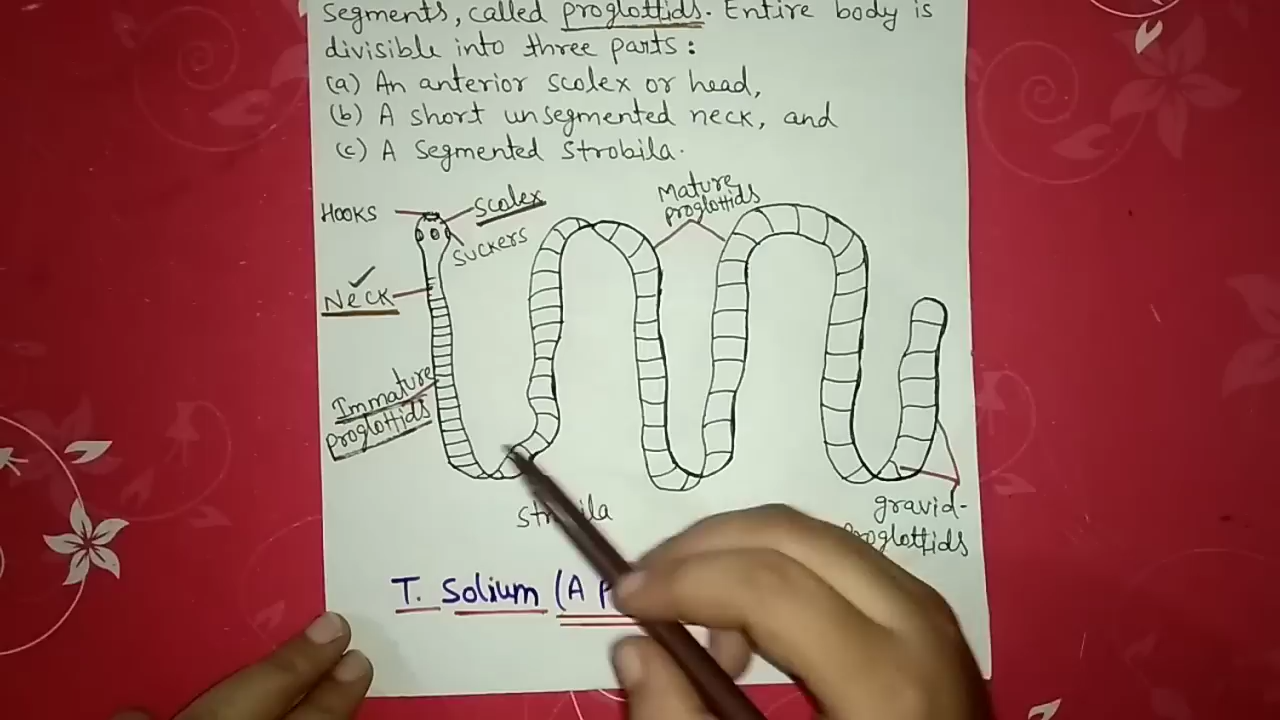 Segments, called proglottids. Entire body is
divisible into three parts:
(a) An anterior scolex or head,
(b) A short unsegmented neck, and
(c) A Segmented Strobila.
Mature
proglottids
Hooks
Scolex
Suckers
Neck
Immature
proglottids
gravid-
proglottids
T. Solium (A